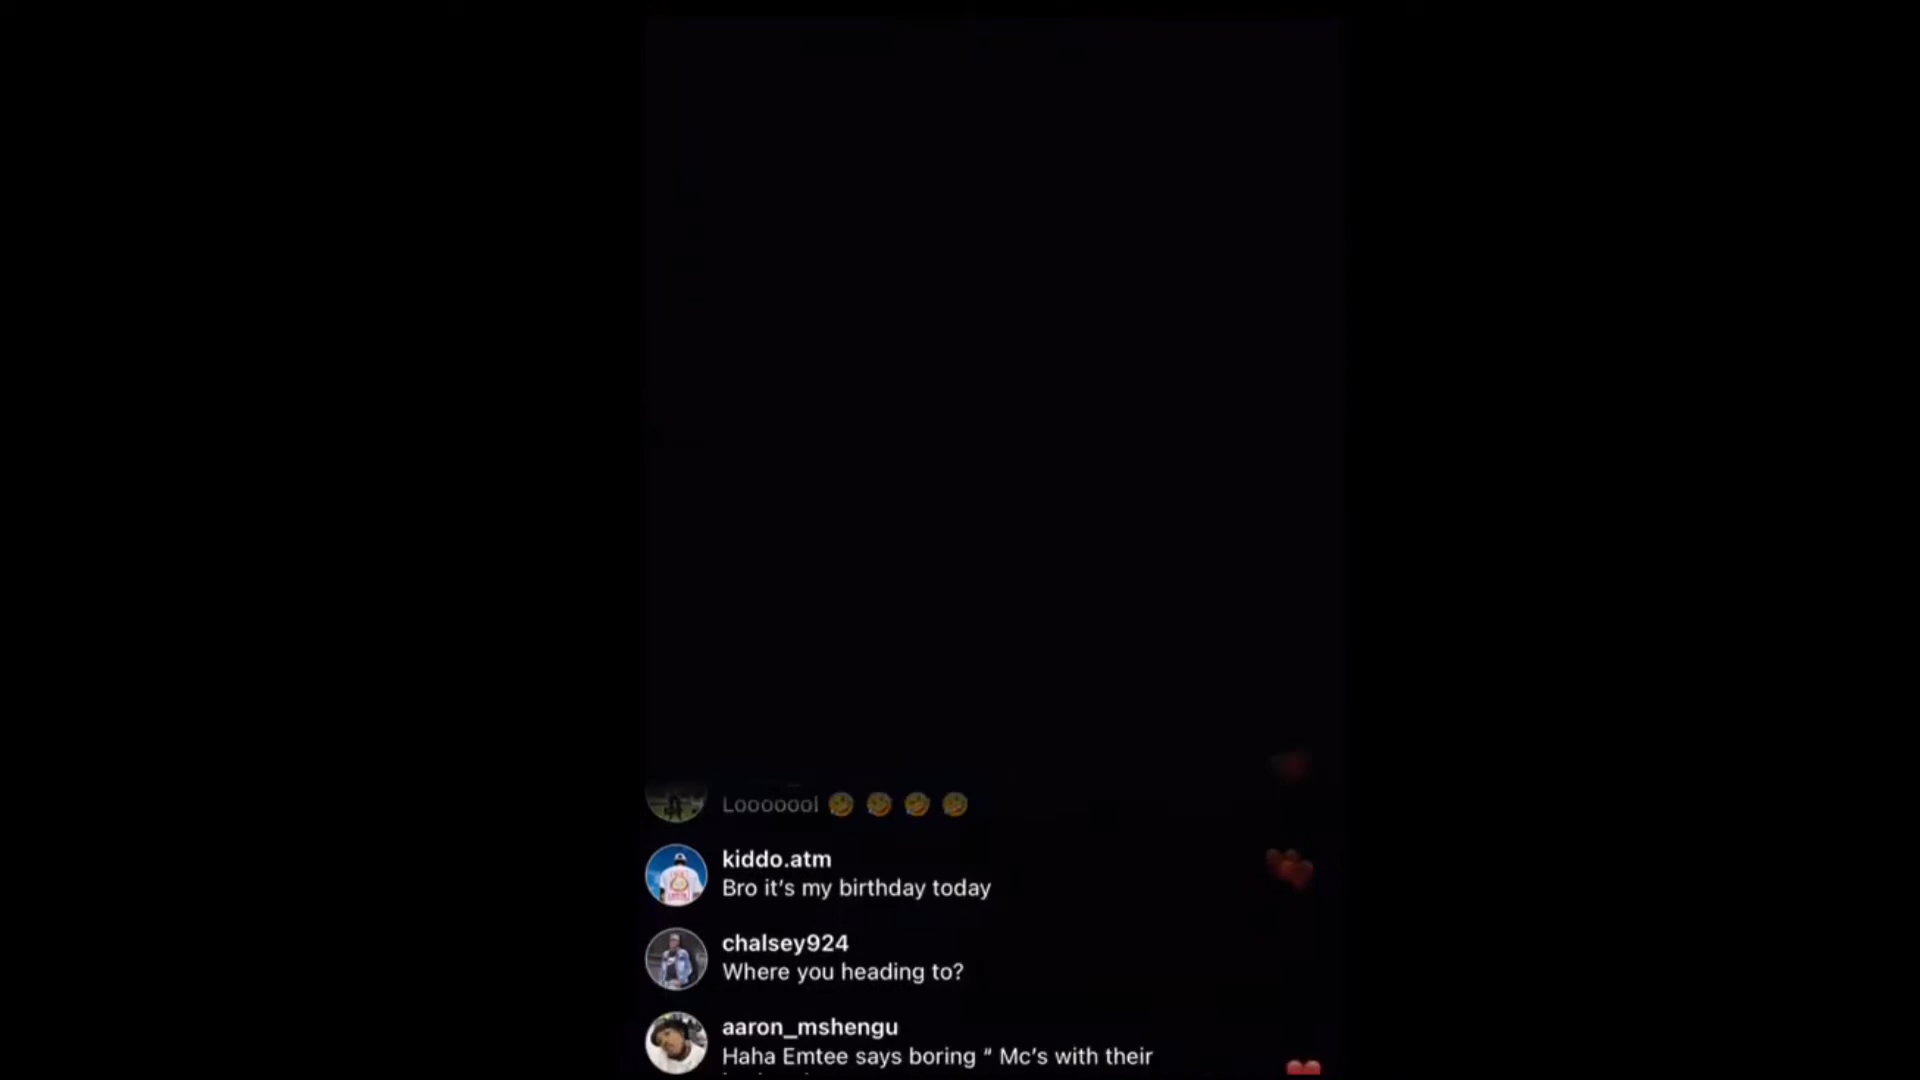 Looooool 🤣 🤣 🤣 🤣
kiddo.atm
Bro it’s my birthday today
chalsey924
Where you heading to?
aaron_mshengu
Haha Emtee says boring “ Mc’s with their